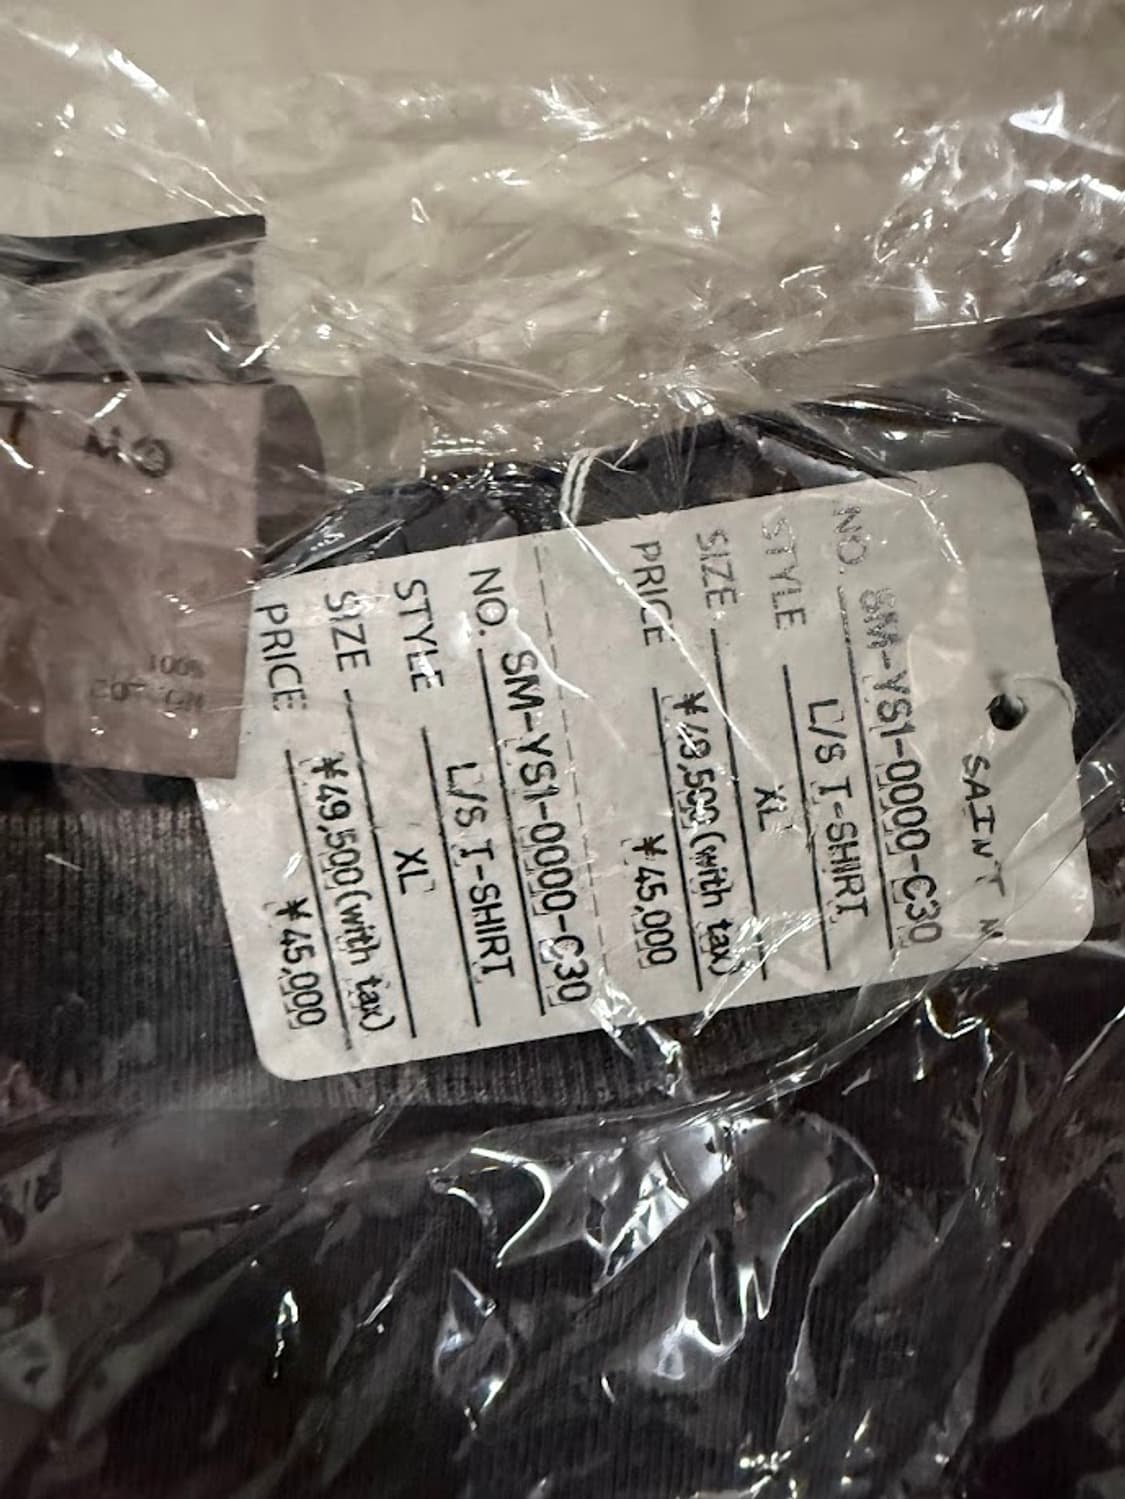 SAINT M
NO. SM-YS1-0000-C30
STYLE L/S T-SHIRT
SIZE XL
PRICE ¥49,500(with tax)
¥45,000
NO. SM-YS1-0000-C30
STYLE L/S T-SHIRT
SIZE XL
PRICE ¥49,500(with tax)
¥45,000